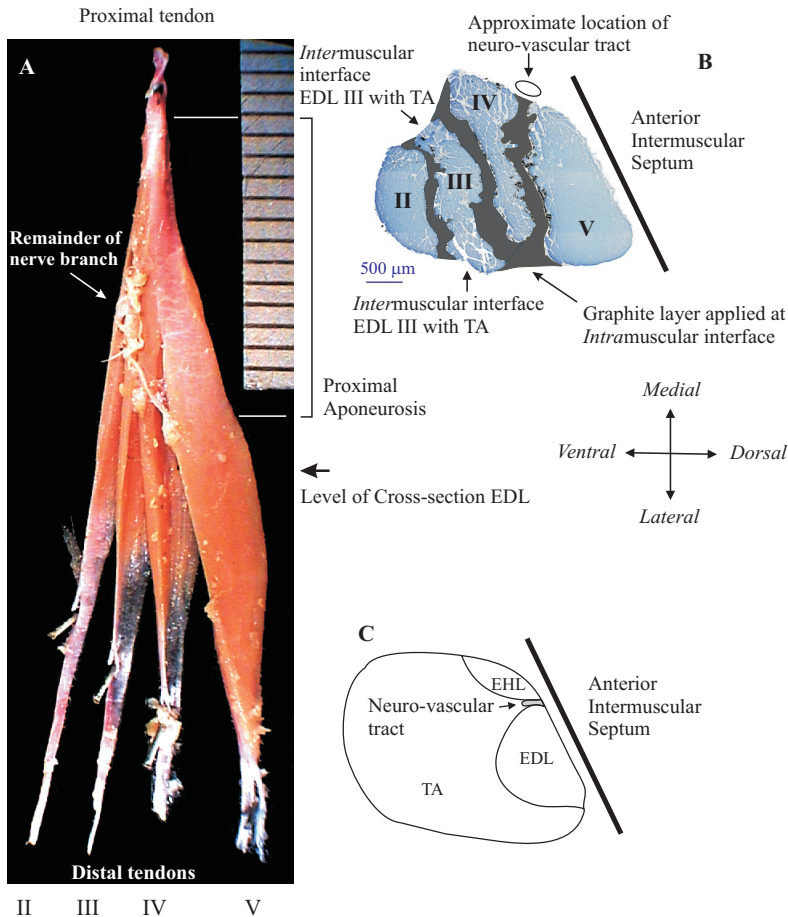 Proximal tendon
A
Remainder of
nerve branch
Distal tendons
II III IV V
Intermuscular
interface
EDL III with TA
Approximate location of
neuro-vascular tract
B
Anterior
Intermuscular
Septum
II
III
IV
V
500 μm
Intermuscular interface
EDL III with TA
Graphite layer applied at
Intramuscular interface
Proximal
Aponeurosis
Level of Cross-section EDL
Medial
Ventral
Dorsal
Lateral
C
EHL
Neuro-vascular
tract
EDL
TA
Anterior
Intermuscular
Septum